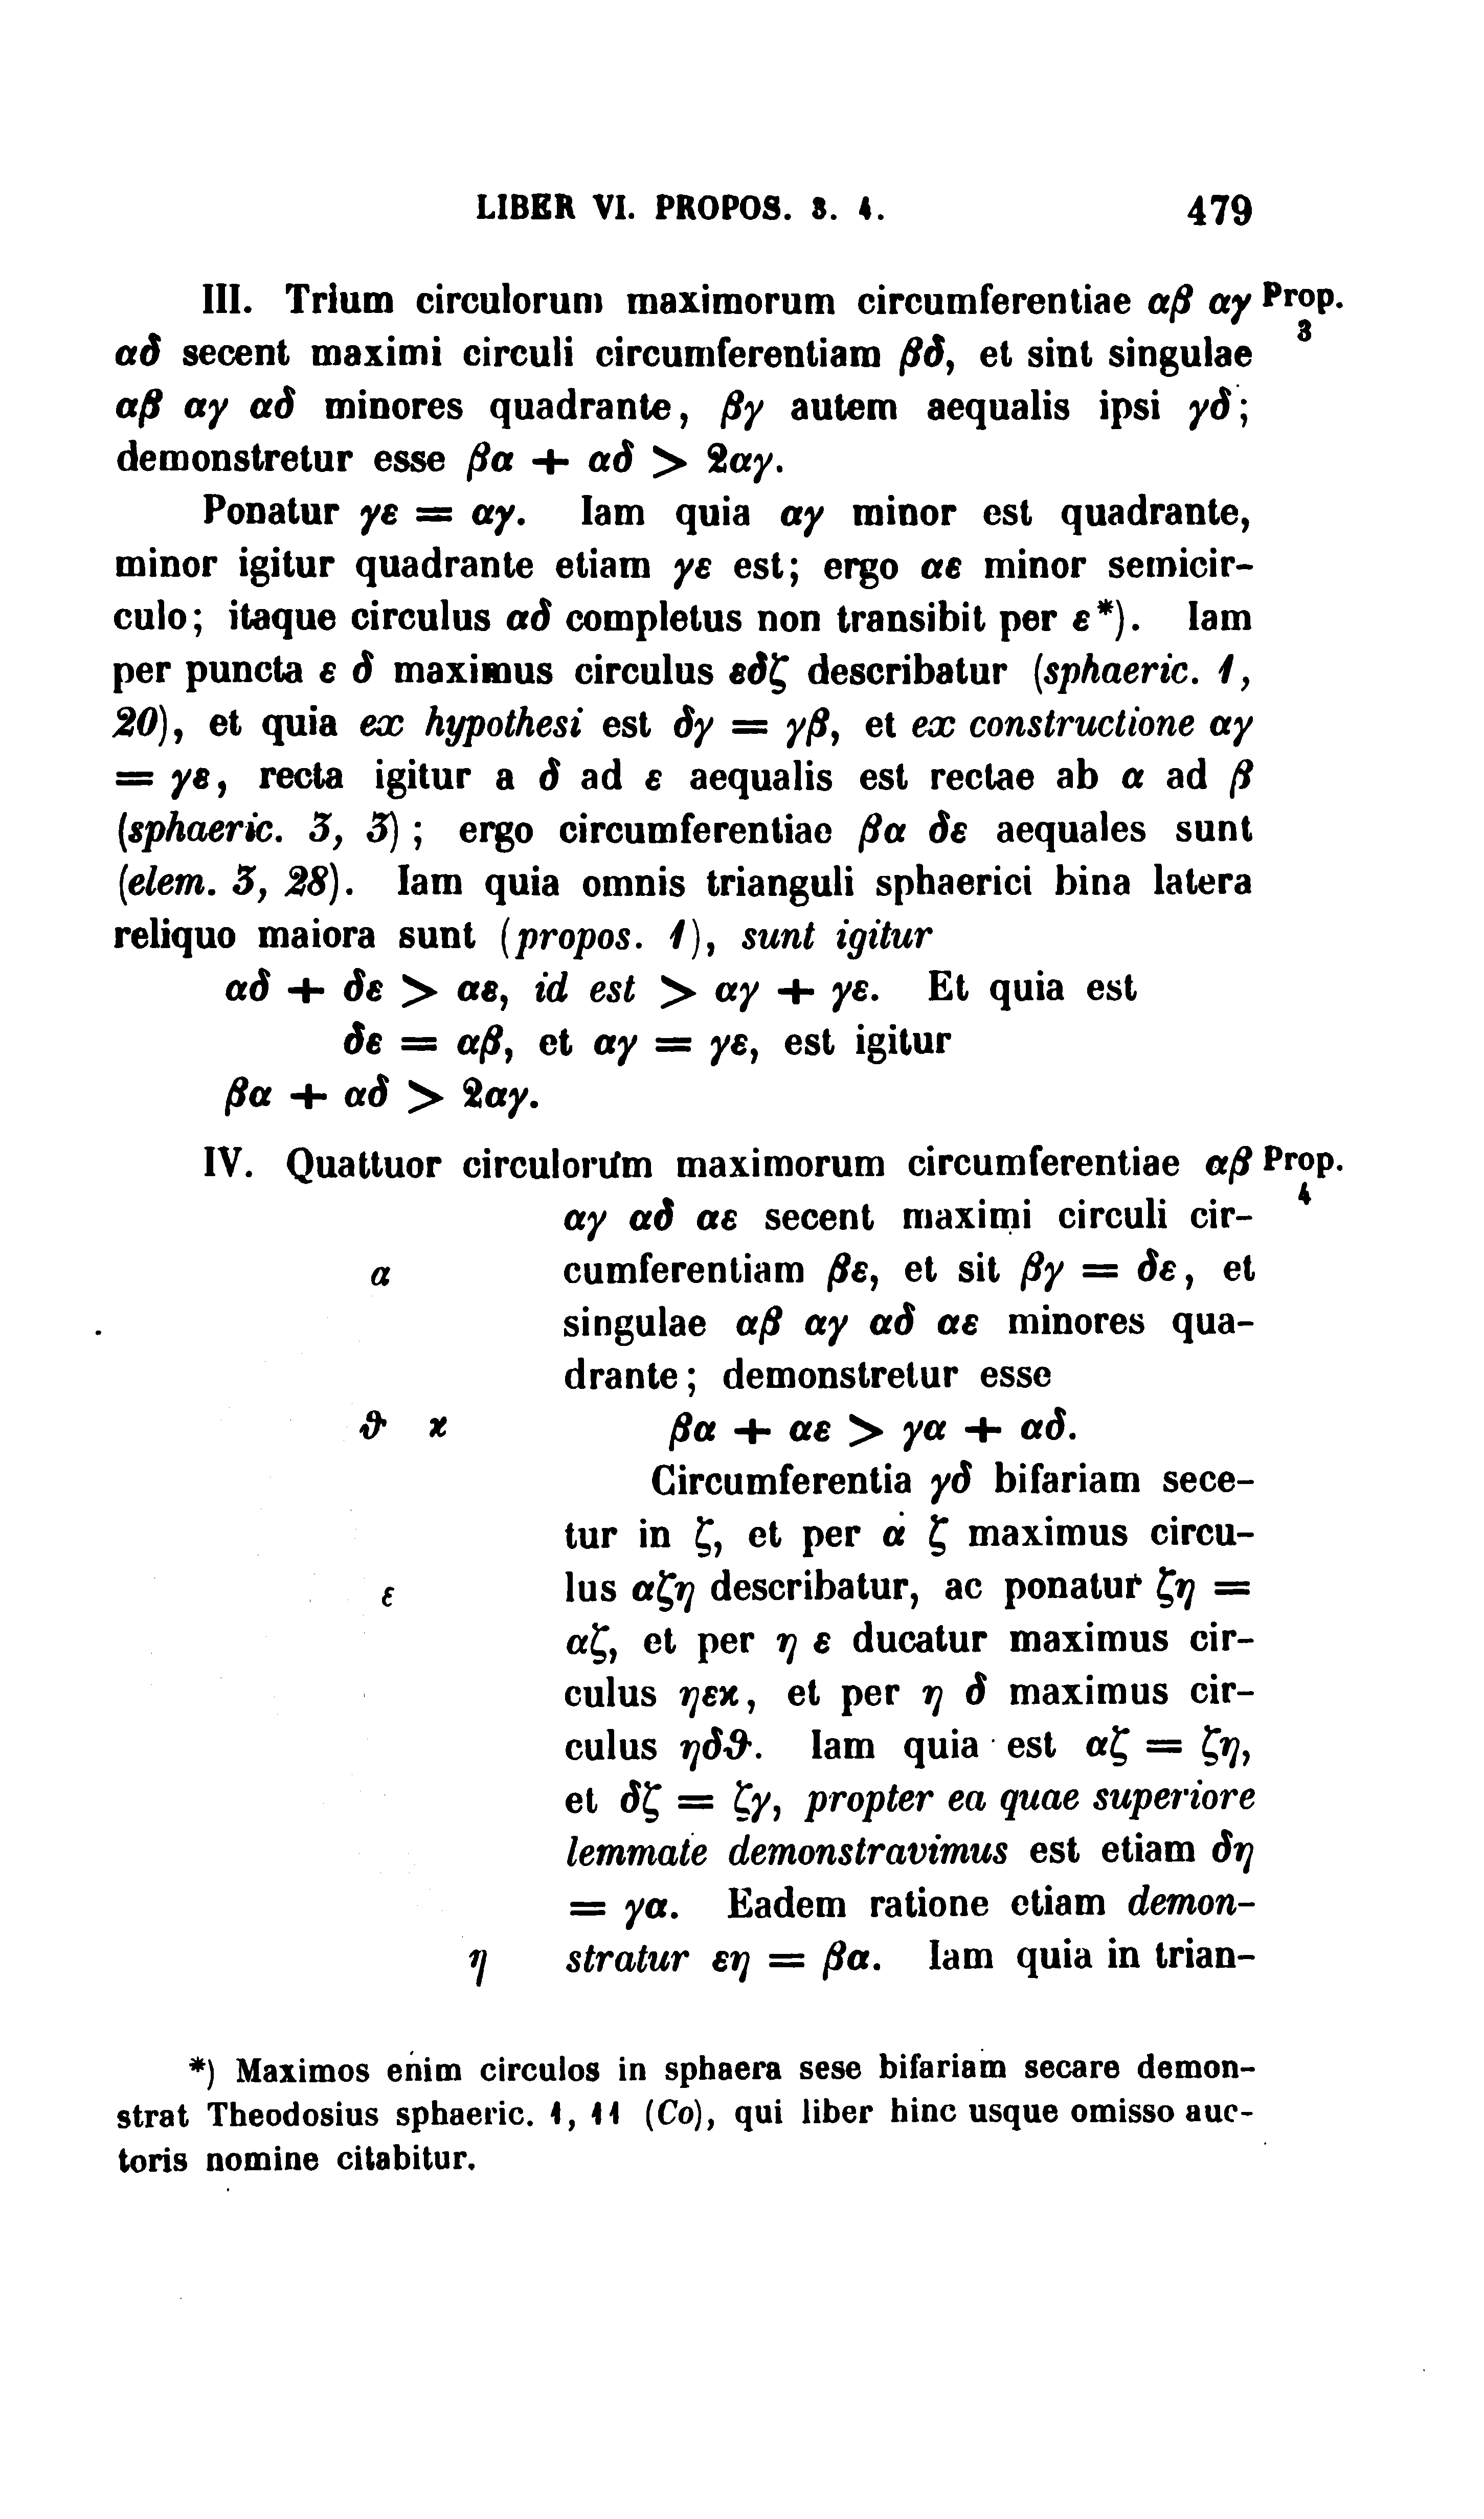 LIBER VI. PROPOS. 3. 4. 479
III. Trium circulorum maximorum circumferentiae αβ αγ Prop. 3
αδ secent maximi circuli circumferentiam βδ, et sint singulae
αβ αγ αδ minores quadrante, βγ autem aequalis ipsi γδ;
demonstretur esse βα + αδ > 2αγ.
Ponatur γε = αγ. Iam quia αγ minor est quadrante,
minor igitur quadrante etiam γε est; ergo αε minor semicir-
culo; itaque circulus αδ completus non transibit per ε*). Iam
per puncta ε δ maximus circulus εδζ describatur (sphaeric. 1,
20), et quia ex hypothesi est δγ = γβ, et ex constructione αγ
= γε, recta igitur a δ ad ε aequalis est rectae ab α ad β
(sphaeric. 3, 3); ergo circumferentiae βα δε aequales sunt
(elem. 3, 28). Iam quia omnis trianguli sphaerici bina latera
reliquo maiora sunt (propos. 1), sunt igitur
αδ + δε > αε, id est > αγ + γε. Et quia est
δε = αβ, et αγ = γε, est igitur
βα + αδ > 2αγ.
IV. Quattuor circulorum maximorum circumferentiae αβ Prop. 4
αγ αδ αε secent maximi circuli cir-
α
cumferentiam βε, et sit βγ = δε, et
singulae αβ αγ αδ αε minores qua-
drante; demonstretur esse
ϑ ϰ
βα + αε > γα + αδ.
Circumferentia γδ bifariam sece-
tur in ζ, et per α ζ maximus circu-
ε
lus αζη describatur, ac ponatur ζη =
αζ, et per η ε ducatur maximus cir-
culus ηεϰ, et per η δ maximus cir-
culus ηδϑ. Iam quia est αζ = ζη,
et δζ = ζγ, propter ea quae superiore
lemmate demonstravimus est etiam δη
= γα. Eadem ratione etiam demon-
η
stratur εη = βα. Iam quia in trian-
*) Maximos enim circulos in sphaera sese bifariam secare demon-
strat Theodosius sphaeric. 1, 11 (Co), qui liber hinc usque omisso auc-
toris nomine citabitur.